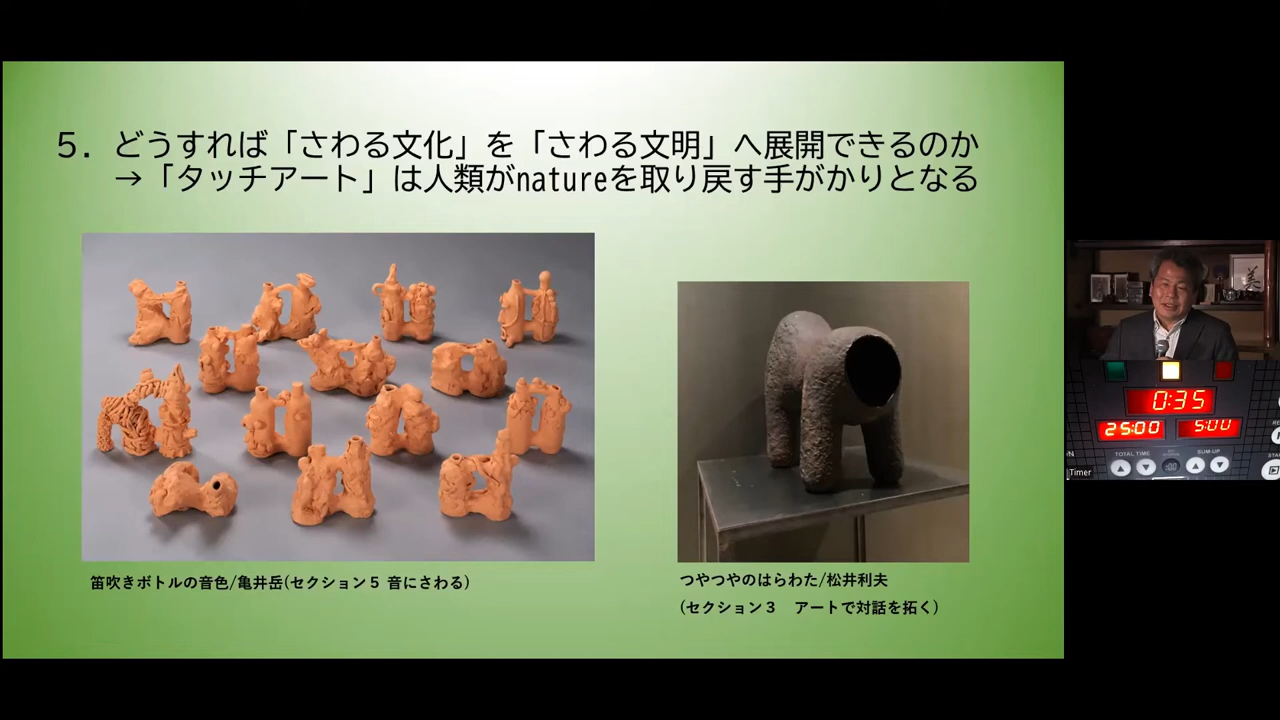 5．どうすれば「さわる文化」を「さわる文明」へ展開できるのか
→「タッチアート」は人類がnatureを取り戻す手がかりとなる
笛吹きボトルの音色/亀井岳(セクション５ 音にさわる)
つやつやのはらわた/松井利夫
(セクション３　アートで対話を拓く)
美
0:35
25:00
5:00
TOTAL TIME
SUM-UP
:00
Timer